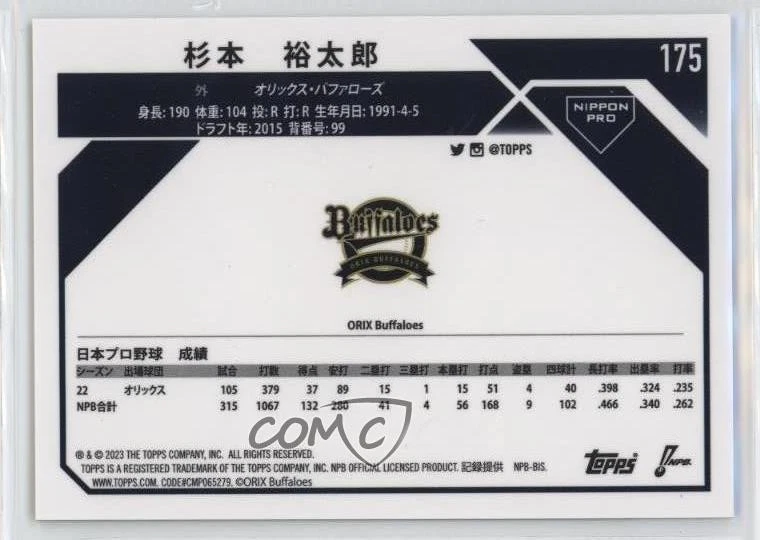 杉本 裕太郎
175
外 オリックス・バファローズ
身長: 190 体重: 104 投: R 打: R 生年月日: 1991-4-5
ドラフト年: 2015 背番号: 99
NIPPON
PRO
@TOPPS
Buffaloes
ORIX BUFFALOES
ORIX Buffaloes
日本プロ野球 成績
シーズン 出場球団 試合 打数 得点 安打 二塁打 三塁打 本塁打 打点 盗塁 四球計 長打率 出塁率 打率
22 オリックス 105 379 37 89 15 1 15 51 4 40 .398 .324 .235
NPB合計 315 1067 132 280 41 4 56 168 9 102 .466 .340 .262
COMC
® & © 2023 THE TOPPS COMPANY, INC. ALL RIGHTS RESERVED.
TOPPS IS A REGISTERED TRADEMARK OF THE TOPPS COMPANY, INC. NPB OFFICIAL LICENSED PRODUCT. 記録提供 NPB-BIS.
WWW.TOPPS.COM. CODE#CMP065279. ©ORIX Buffaloes
Topps
NPB